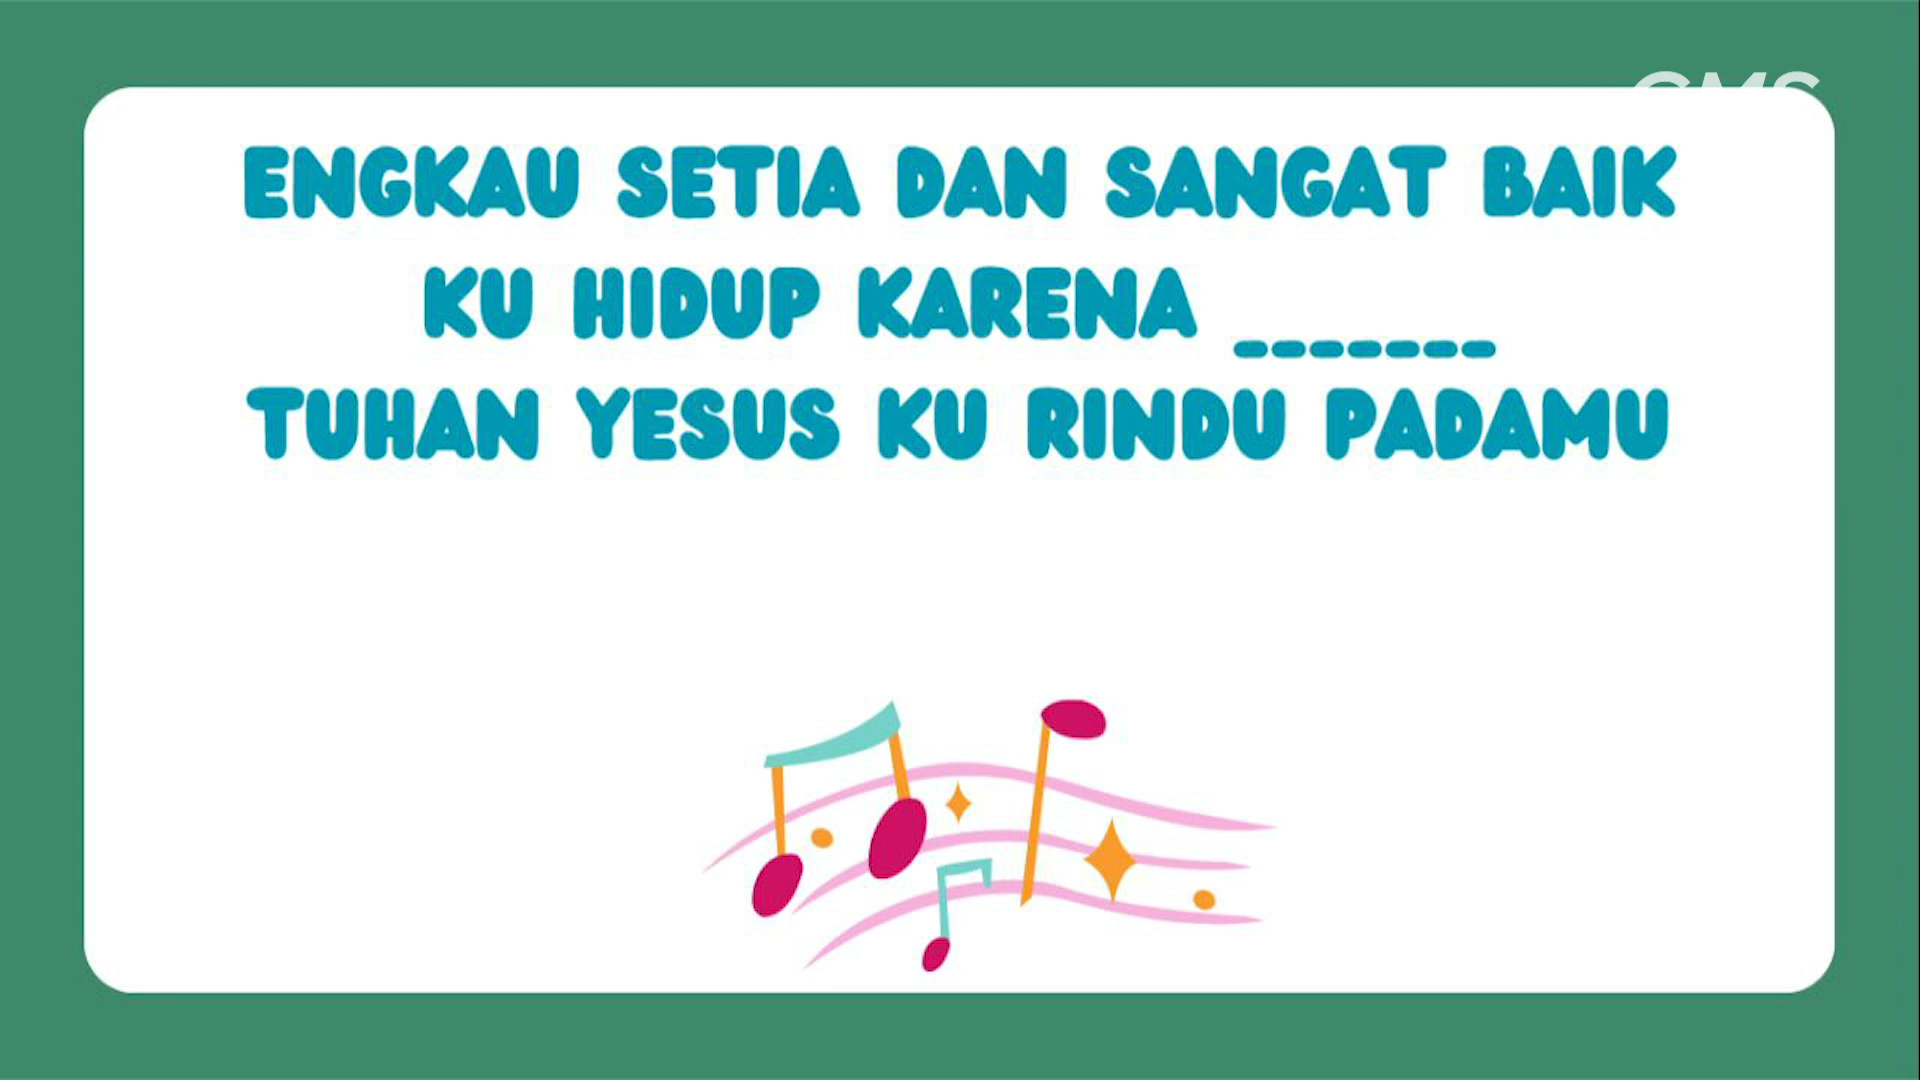 ENGKAU SETIA DAN SANGAT BAIK
KU HIDUP KARENA _______
TUHAN YESUS KU RINDU PADAMU